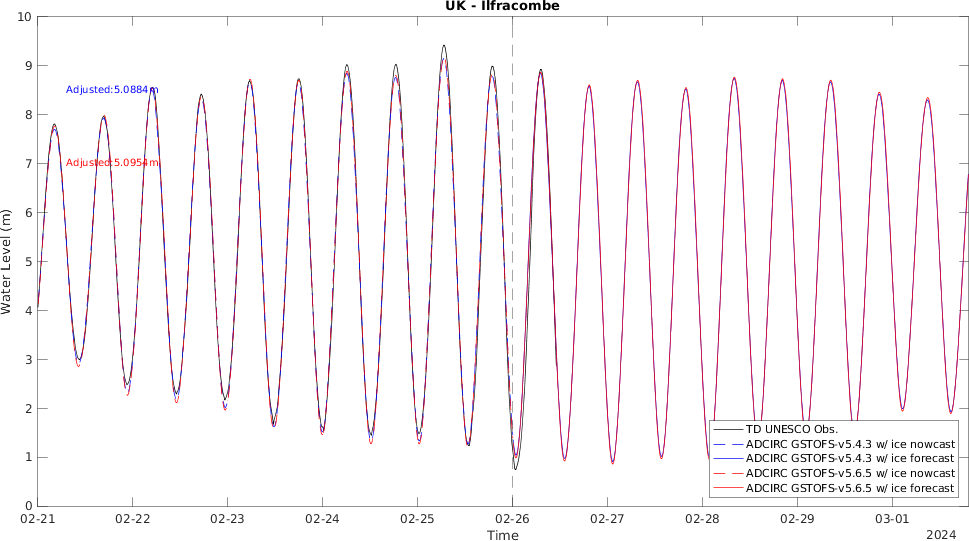 UK - Ilfracombe
Water Level (m)
10
9
8
7
6
5
4
3
2
1
0
Adjusted:5.0884m
Adjusted:5.0954m
TD UNESCO Obs.
ADCIRC GSTOFS-v5.4.3 w/ ice nowcast
ADCIRC GSTOFS-v5.4.3 w/ ice forecast
ADCIRC GSTOFS-v5.6.5 w/ ice nowcast
ADCIRC GSTOFS-v5.6.5 w/ ice forecast
02-21 02-22 02-23 02-24 02-25 02-26 02-27 02-28 02-29 03-01
Time
2024